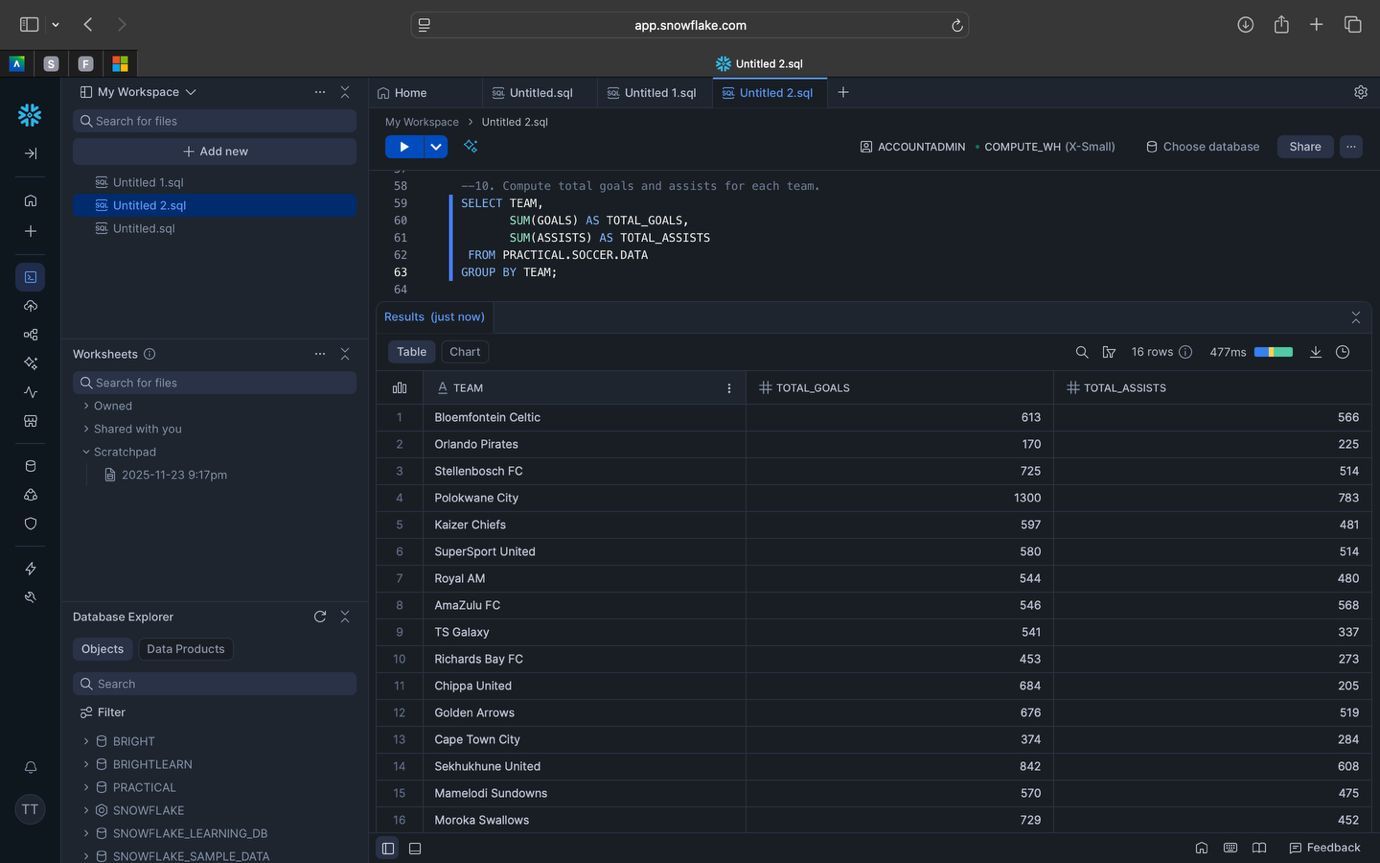 app.snowflake.com
S
F
Untitled 2.sql
My Workspace
Search for files
Add new
Untitled 1.sql
Untitled 2.sql
Untitled.sql
Worksheets
Search for files
Owned
Shared with you
Scratchpad
2025-11-23 9:17pm
Database Explorer
Objects Data Products
Search
Filter
BRIGHT
BRIGHTLEARN
PRACTICAL
SNOWFLAKE
SNOWFLAKE_LEARNING_DB
SNOWFLAKE_SAMPLE_DATA
TT
Home Untitled.sql Untitled 1.sql Untitled 2.sql
My Workspace > Untitled 2.sql
ACCOUNTADMIN COMPUTE_WH (X-Small) Choose database Share
58 --10. Compute total goals and assists for each team.
59 SELECT TEAM,
60 SUM(GOALS) AS TOTAL_GOALS,
61 SUM(ASSISTS) AS TOTAL_ASSISTS
62 FROM PRACTICAL.SOCCER.DATA
63 GROUP BY TEAM;
64
Results (just now)
Table Chart 16 rows 477ms
TEAM TOTAL_GOALS TOTAL_ASSISTS
1 Bloemfontein Celtic 613 566
2 Orlando Pirates 170 225
3 Stellenbosch FC 725 514
4 Polokwane City 1300 783
5 Kaizer Chiefs 597 481
6 SuperSport United 580 514
7 Royal AM 544 480
8 AmaZulu FC 546 568
9 TS Galaxy 541 337
10 Richards Bay FC 453 273
11 Chippa United 684 205
12 Golden Arrows 676 519
13 Cape Town City 374 284
14 Sekhukhune United 842 608
15 Mamelodi Sundowns 570 475
16 Moroka Swallows 729 452
Feedback